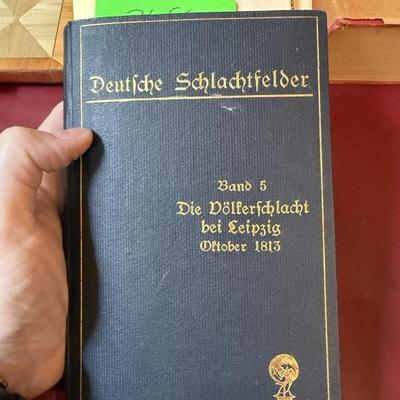 Deutſche Schlachtfelder
Band 5
Die Völkerſchlacht
bei Leipzig
Oktober 1813